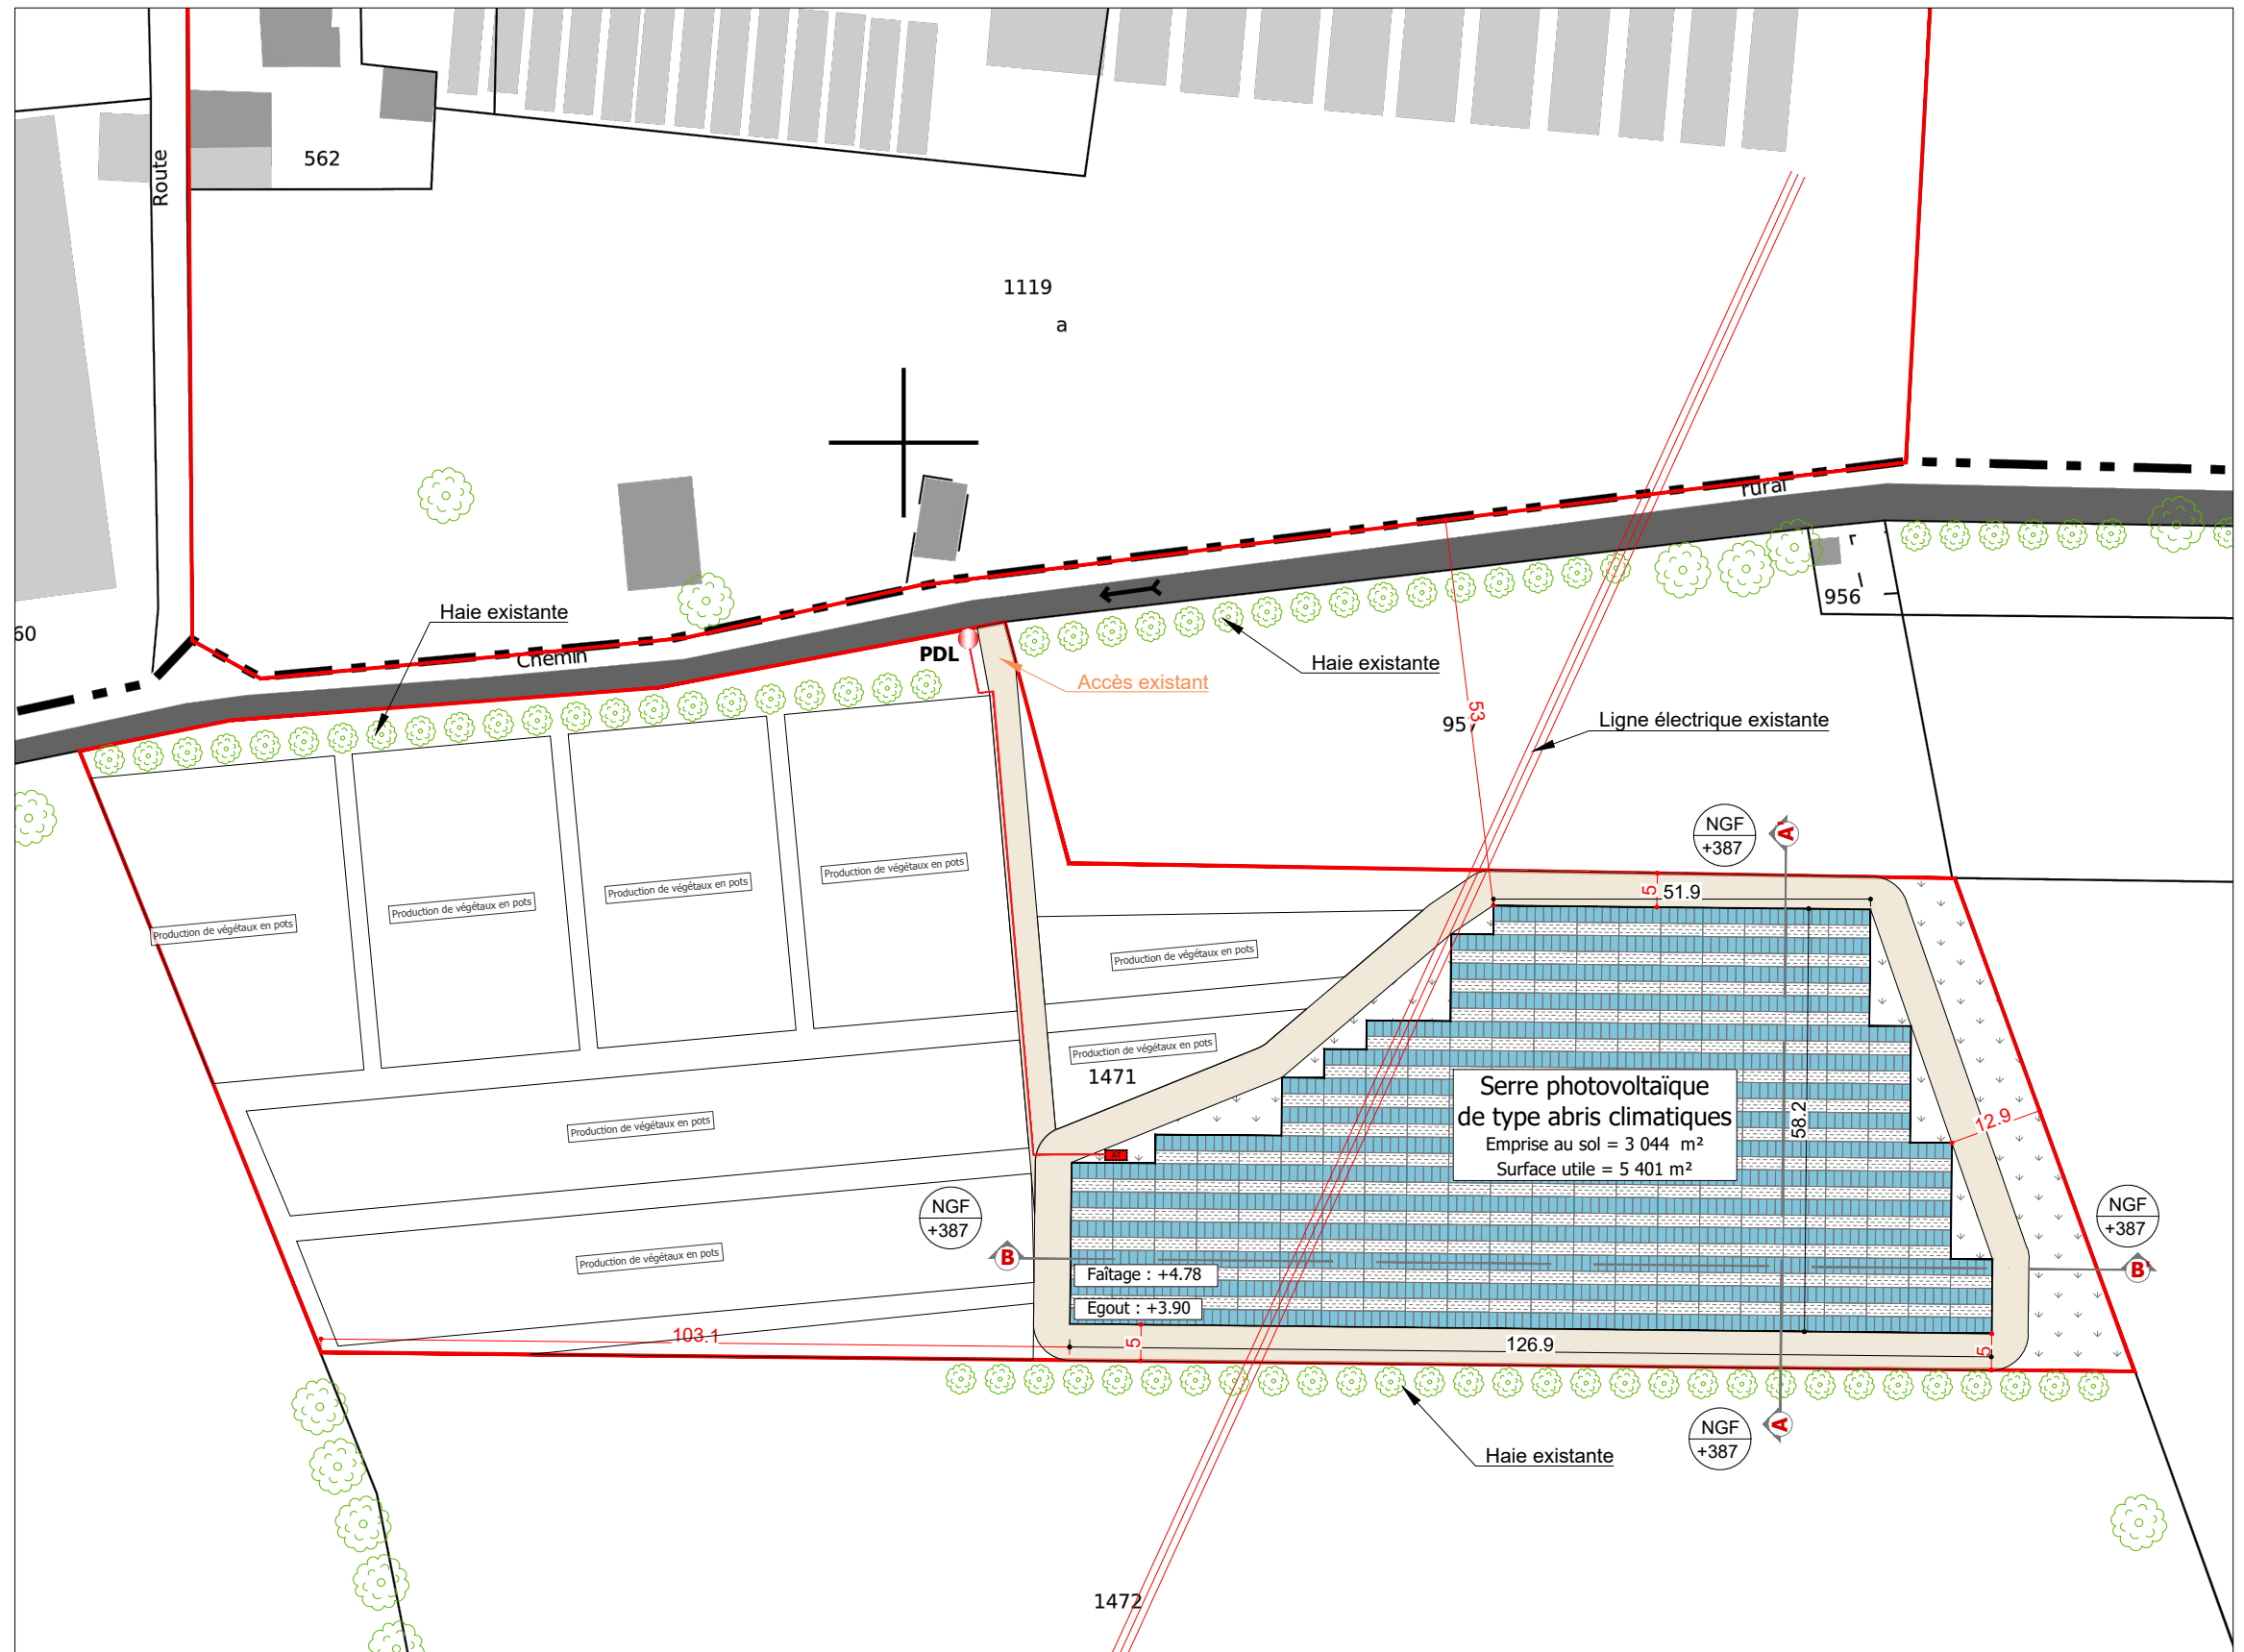 562
Route
1119
a
rural
Haie existante
956
60
Chemin
PDL
Haie existante
Accès existant
53
Ligne électrique existante
NGF
+387
A'
5
51.9
Production de végétaux en pots
Production de végétaux en pots
Production de végétaux en pots
Production de végétaux en pots
Production de végétaux en pots
Production de végétaux en pots
1471
Serre photovoltaïque
de type abris climatiques
Emprise au sol = 3 044 m²
Surface utile = 5 401 m²
58.2
12.9
Production de végétaux en pots
AT
NGF
+387
NGF
+387
Production de végétaux en pots
B
B'
Faîtage : +4.78
Egout : +3.90
103.1
5
126.9
5
NGF
+387
A
Haie existante
1472